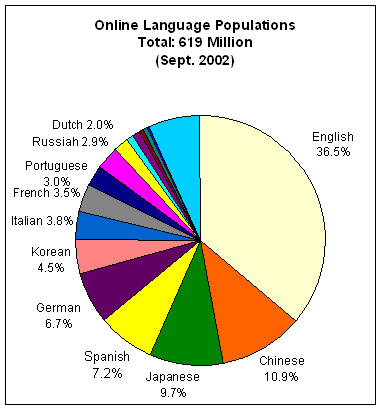 Online Language Populations
Total: 619 Million
(Sept. 2002)
English
36.5%
Chinese
10.9%
Japanese
9.7%
Spanish
7.2%
German
6.7%
Korean
4.5%
Italian 3.8%
French 3.5%
Portuguese
3.0%
Russiah 2.9%
Dutch 2.0%